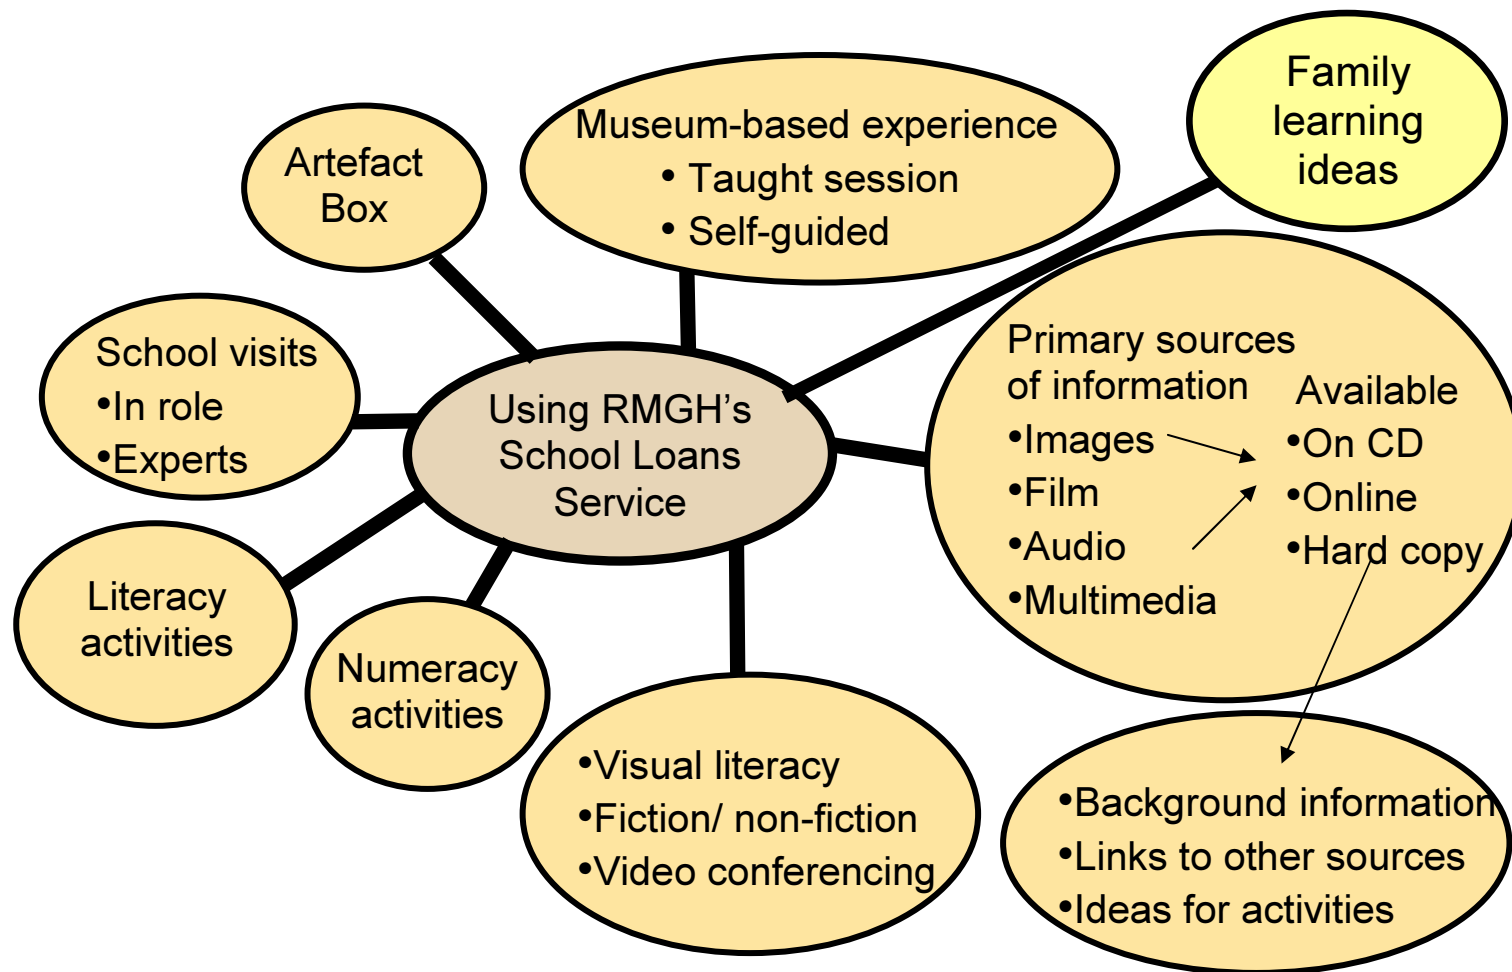 Family
learning
ideas
Museum-based experience
• Taught session
• Self-guided
Artefact
Box
School visits
•In role
•Experts
Using RMGH’s
School Loans
Service
Primary sources
of information
•Images
•Film
•Audio
•Multimedia
Available
•On CD
•Online
•Hard copy
Literacy
activities
Numeracy
activities
•Visual literacy
•Fiction/ non-fiction
•Video conferencing
•Background information
•Links to other sources
•Ideas for activities